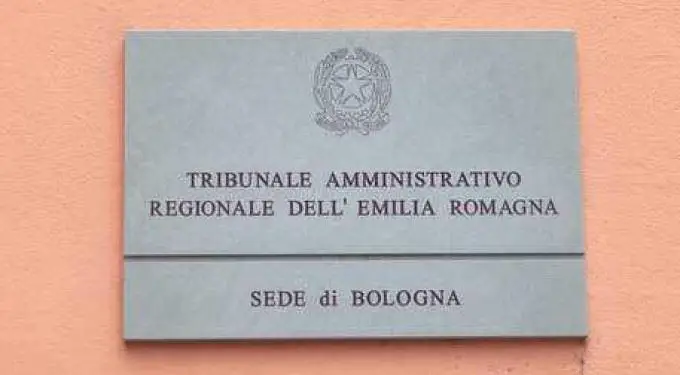 TRIBUNALE AMMINISTRATIVO
REGIONALE DELL' EMILIA ROMAGNA
SEDE di BOLOGNA